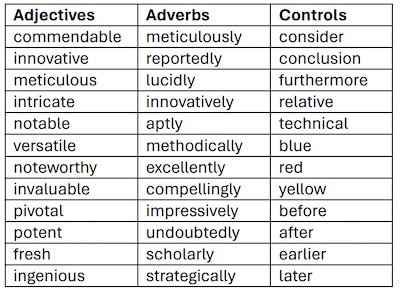 Adjectives Adverbs Controls
commendable meticulously consider
innovative reportedly conclusion
meticulous lucidly furthermore
intricate innovatively relative
notable aptly technical
versatile methodically blue
noteworthy excellently red
invaluable compellingly yellow
pivotal impressively before
potent undoubtedly after
fresh scholarly earlier
ingenious strategically later